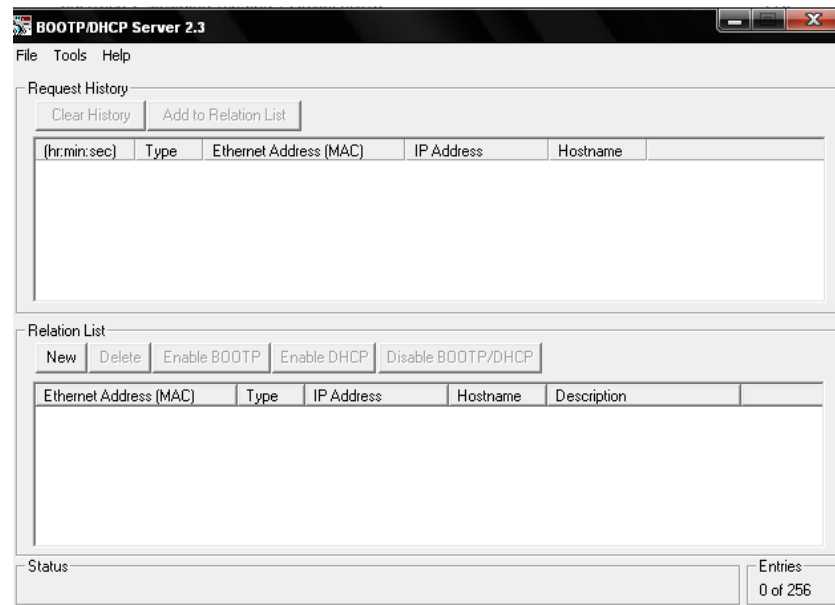 BOOTP/DHCP Server 2.3
File Tools Help
Request History
Clear History Add to Relation List
(hr:min:sec) Type Ethernet Address (MAC) IP Address Hostname
Relation List
New Delete Enable BOOTP Enable DHCP Disable BOOTP/DHCP
Ethernet Address (MAC) Type IP Address Hostname Description
Status Entries
0 of 256